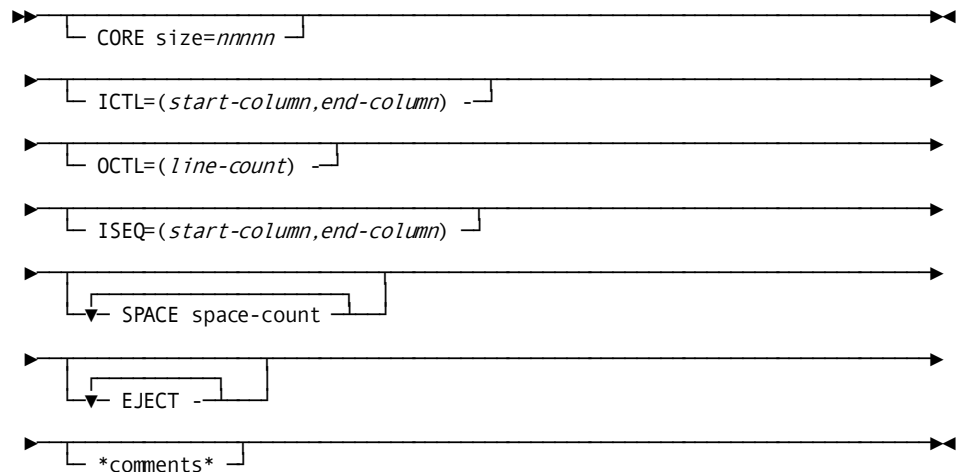 CORE size=nnnnn
ICTL=(start-column,end-column) -
OCTL=(line-count) -
ISEQ=(start-column,end-column)
SPACE space-count
EJECT -
*comments*